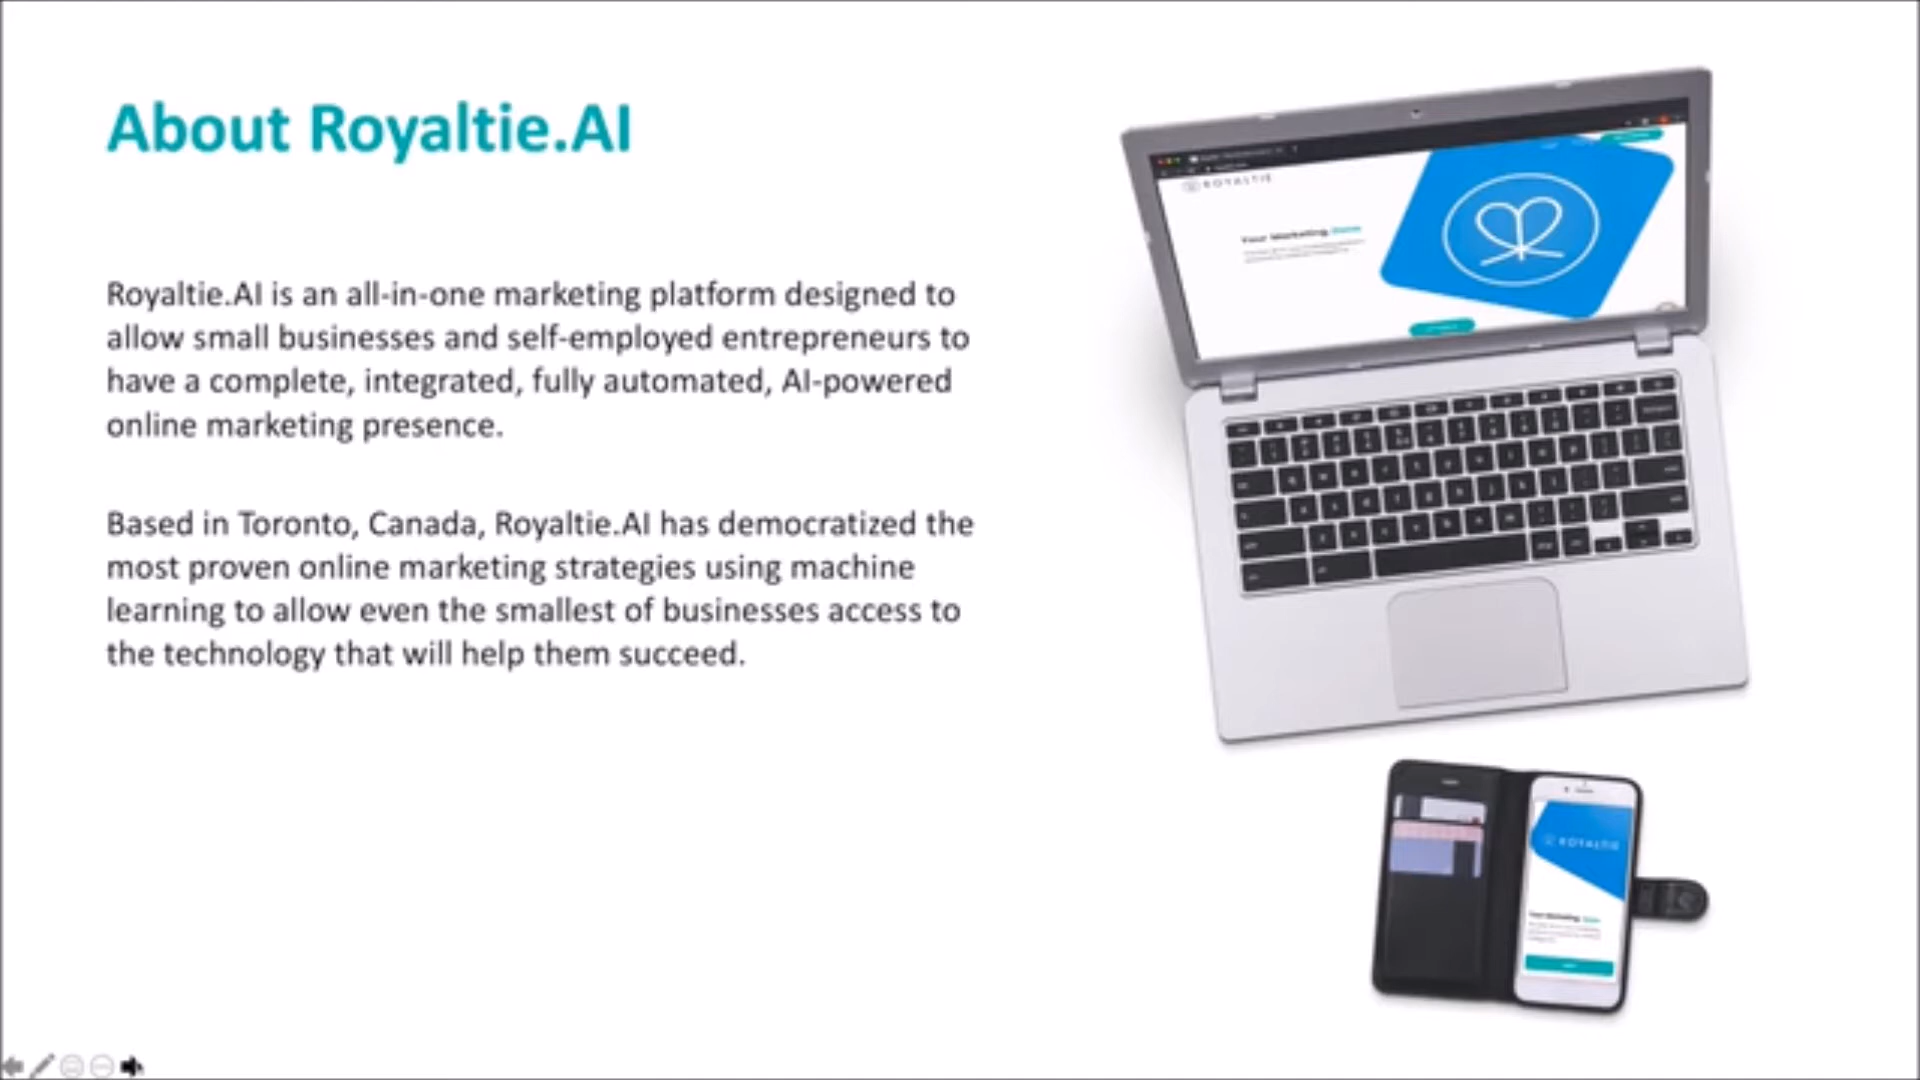 About Royaltie.AI
Royaltie.AI is an all-in-one marketing platform designed to
allow small businesses and self-employed entrepreneurs to
have a complete, integrated, fully automated, AI-powered
online marketing presence.
Based in Toronto, Canada, Royaltie.AI has democratized the
most proven online marketing strategies using machine
learning to allow even the smallest of businesses access to
the technology that will help them succeed.
ROYALTIE
Your Marketing. Done.
ROYALTIE